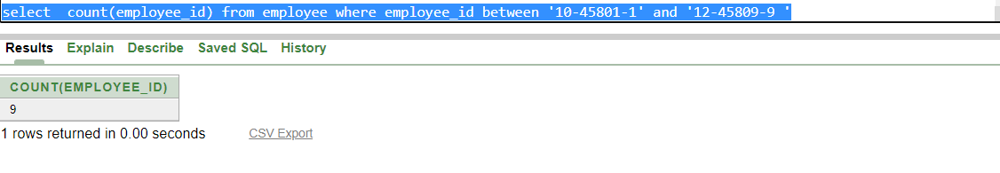 select  count(employee_id) from employee where employee_id between '10-45801-1' and '12-45809-9 '
Results Explain Describe Saved SQL History
COUNT(EMPLOYEE_ID)
9
1 rows returned in 0.00 seconds CSV Export